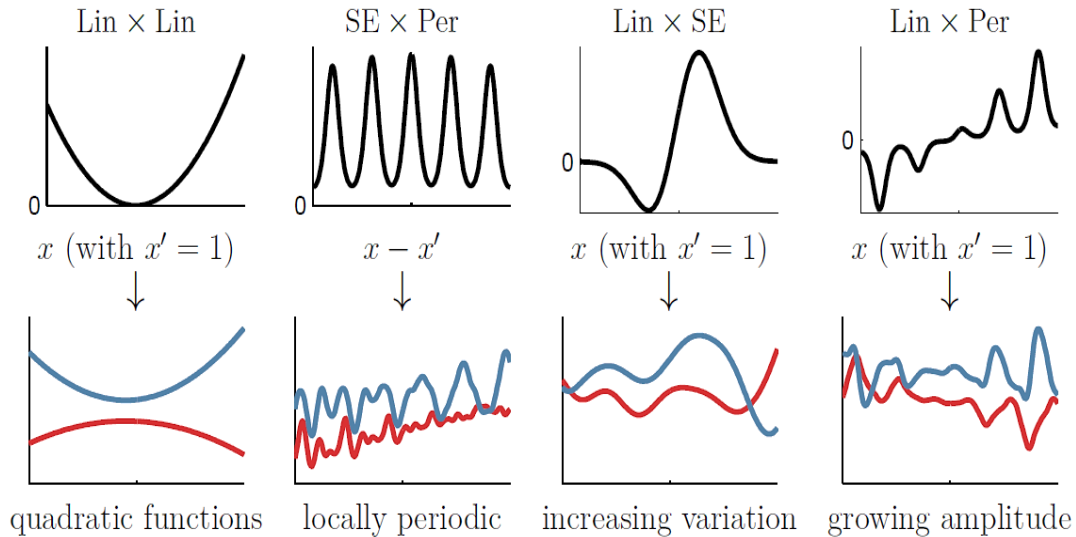 Lin × Lin
SE × Per
Lin × SE
Lin × Per
0
0
0
0
x (with x′ = 1)
x − x′
x (with x′ = 1)
x (with x′ = 1)
↓
↓
↓
↓
quadratic functions
locally periodic
increasing variation
growing amplitude